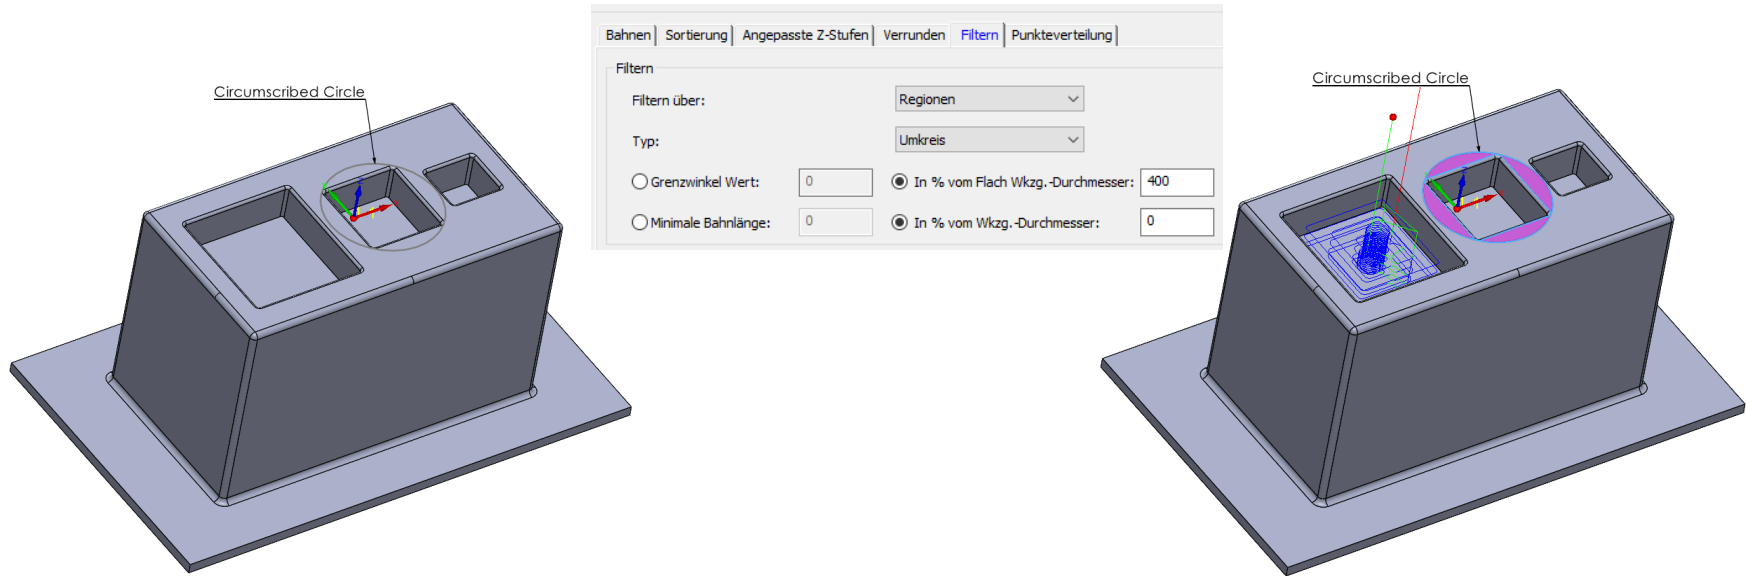 Circumscribed Circle
Bahnen Sortierung Angepasste Z-Stufen Verrunden Filtern Punkteverteilung
Filtern
Filtern über: Regionen
Typ: Umkreis
Grenzwinkel Wert: 0 In % vom Flach Wkzg.-Durchmesser: 400
Minimale Bahnlänge: 0 In % vom Wkzg.-Durchmesser: 0
Circumscribed Circle